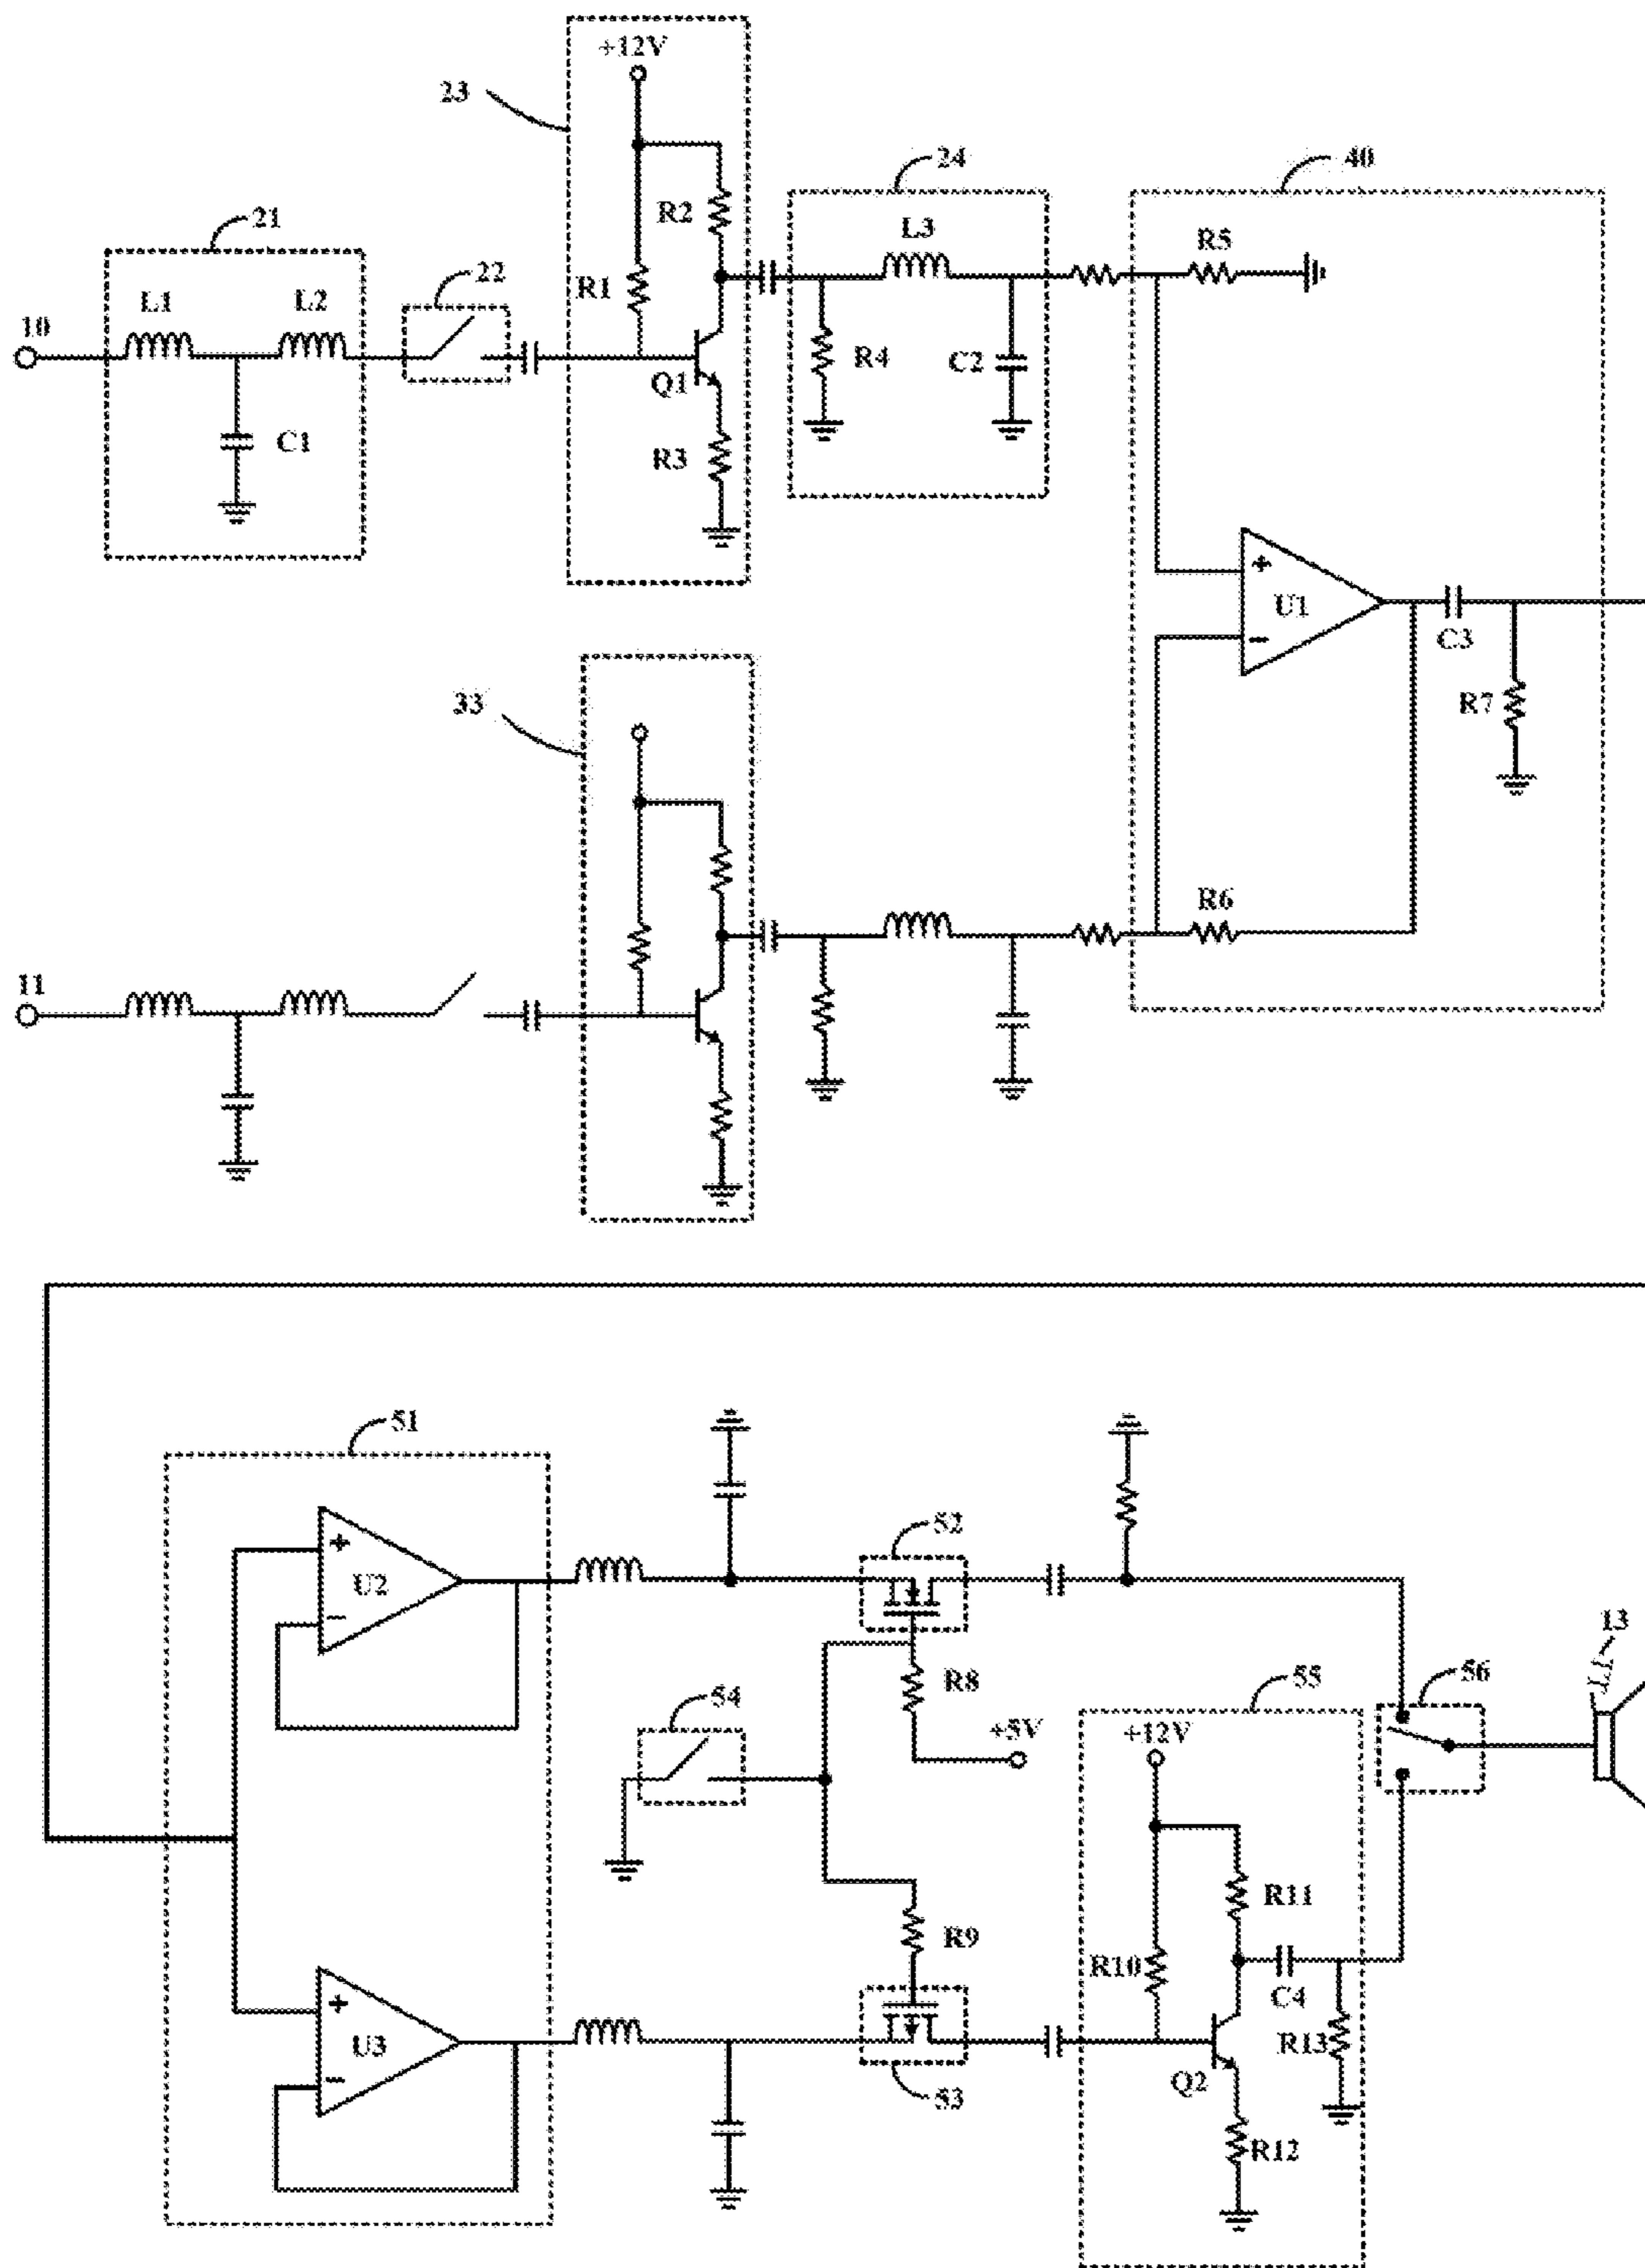 +12V
23
24
40
21
R2
L3
R5
22
R1
L1
L2
10
R4
C2
Q1
C1
R3
+
U1
−
C3
33
R7
R6
11
51
52
+
U2
−
13
R8
56
54
55
+5V
+12V
R11
R9
R10
C4
+
U3
R13
−
53
Q2
R12